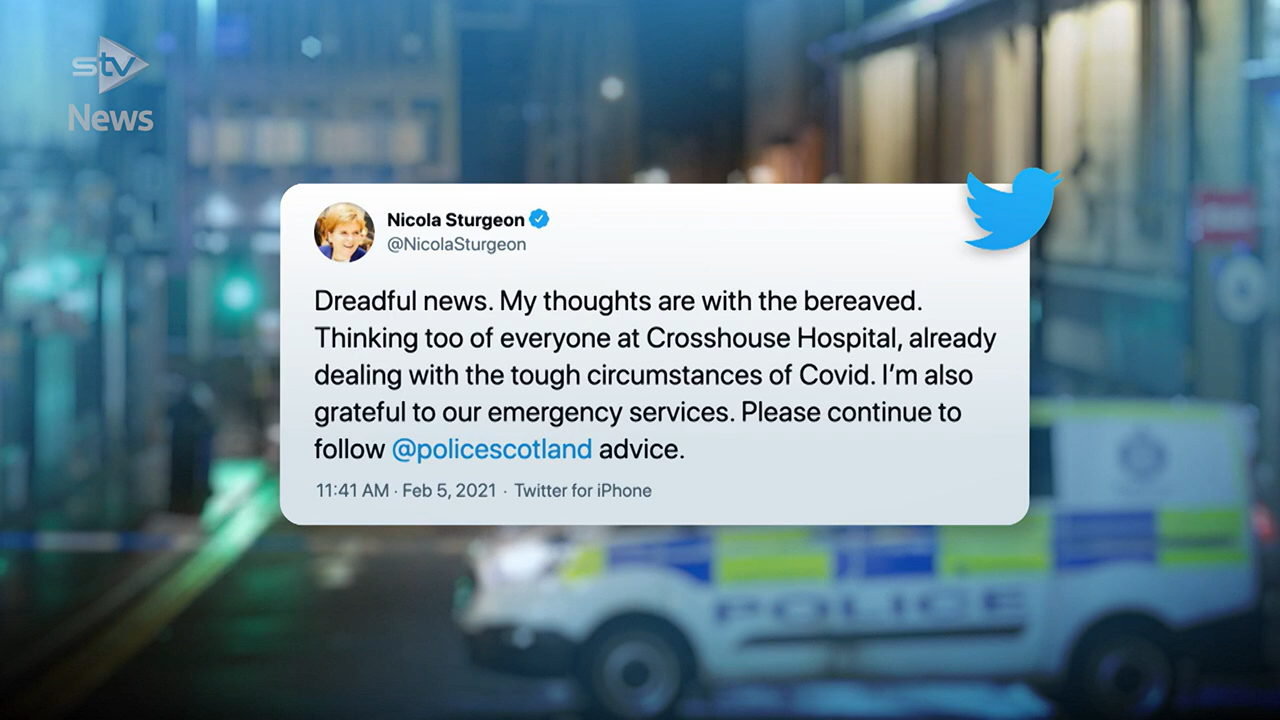 stv
News
Nicola Sturgeon
@NicolaSturgeon
Dreadful news. My thoughts are with the bereaved.
Thinking too of everyone at Crosshouse Hospital, already
dealing with the tough circumstances of Covid. I'm also
grateful to our emergency services. Please continue to
follow @policescotland advice.
11:41 AM · Feb 5, 2021 · Twitter for iPhone
POLICE